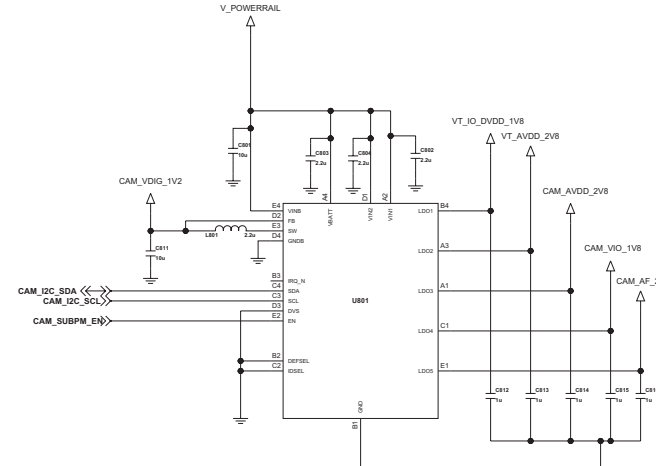 V_POWERRAIL
VT_IO_DVDD_1V8
VT_AVDD_2V8
C801
10u
C803
2.2u
C804
2.2u
C802
2.2u
CAM_VDIG_1V2
CAM_AVDD_2V8
CAM_VIO_1V8
CAM_AF_2
A4
D1
A2
E4
VINB
VBATT
VIN2
VIN1
LDO1
B4
D2
FB
E3
SW
L801
2.2u
D4
GNDB
C811
10u
LDO2
A3
B3
IRQ_N
CAM_I2C_SDA
C4
SDA
LDO3
A1
CAM_I2C_SCL
C3
SCL
U801
D3
DVS
CAM_SUBPM_EN
E2
EN
LDO4
C1
B2
DEFSEL
C2
IDSEL
LDO5
E1
C812
1u
C813
1u
C814
1u
C815
1u
C81
1u
GND
B1